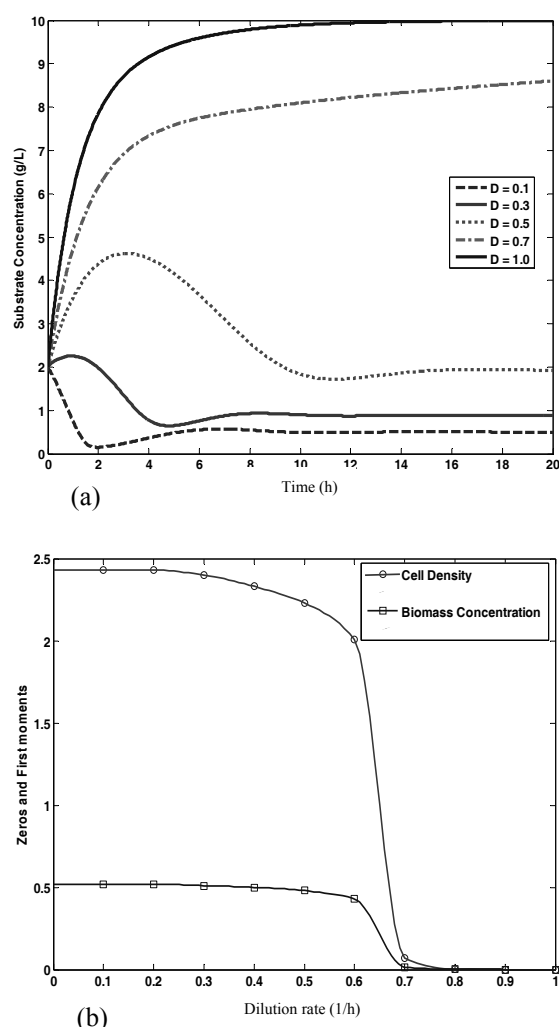 10
9
8
7
6
5
4
3
2
1
0
Substrate Concentration (g/L)
D = 0.1
D = 0.3
D = 0.5
D = 0.7
D = 1.0
0 2 4 6 8 10 12 14 16 18 20
Time (h)
(a)
2.5
2
1.5
1
0.5
0
Zeros and First moments
Cell Density
Biomass Concentration
0 0.1 0.2 0.3 0.4 0.5 0.6 0.7 0.8 0.9 1
Dilution rate (1/h)
(b)